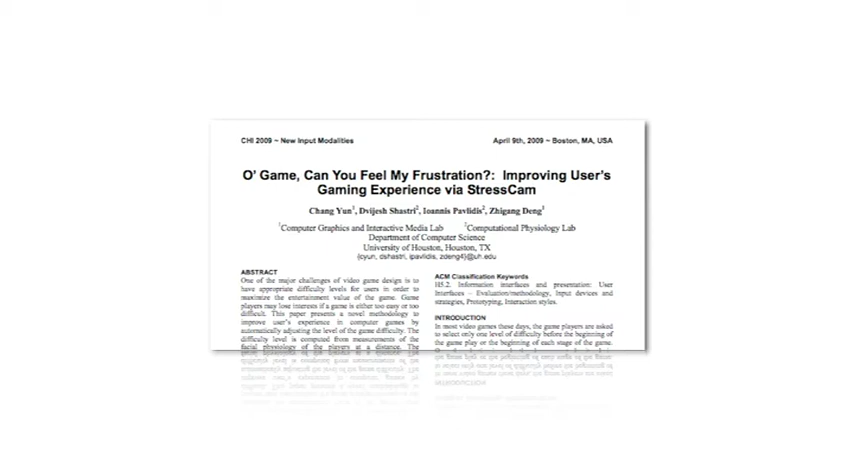 CHI 2009 ~ New Input Modalities
April 9th, 2009 ~ Boston, MA, USA
O' Game, Can You Feel My Frustration?: Improving User's
Gaming Experience via StressCam
Chang Yun¹, Dvijesh Shastri², Ioannis Pavlidis², Zhigang Deng¹
¹Computer Graphics and Interactive Media Lab ²Computational Physiology Lab
Department of Computer Science
University of Houston, Houston, TX
{cyun, dshastri, ipavlidis, zdeng4}@uh.edu
ABSTRACT
One of the major challenges of video game design is to
have appropriate difficulty levels for users in order to
maximize the entertainment value of the game. Game
players may lose interests if a game is either too easy or too
difficult. This paper presents a novel methodology to
improve user's experience in computer games by
automatically adjusting the level of the game difficulty. The
difficulty level is computed from measurements of the
facial physiology of the players at a distance. The
ACM Classification Keywords
H5.2. Information interfaces and presentation: User
Interfaces – Evaluation/methodology, Input devices and
strategies, Prototyping, Interaction styles.
INTRODUCTION
In most video games these days, the game players are asked
to select only one level of difficulty before the beginning of
the game play or the beginning of each stage of the game.